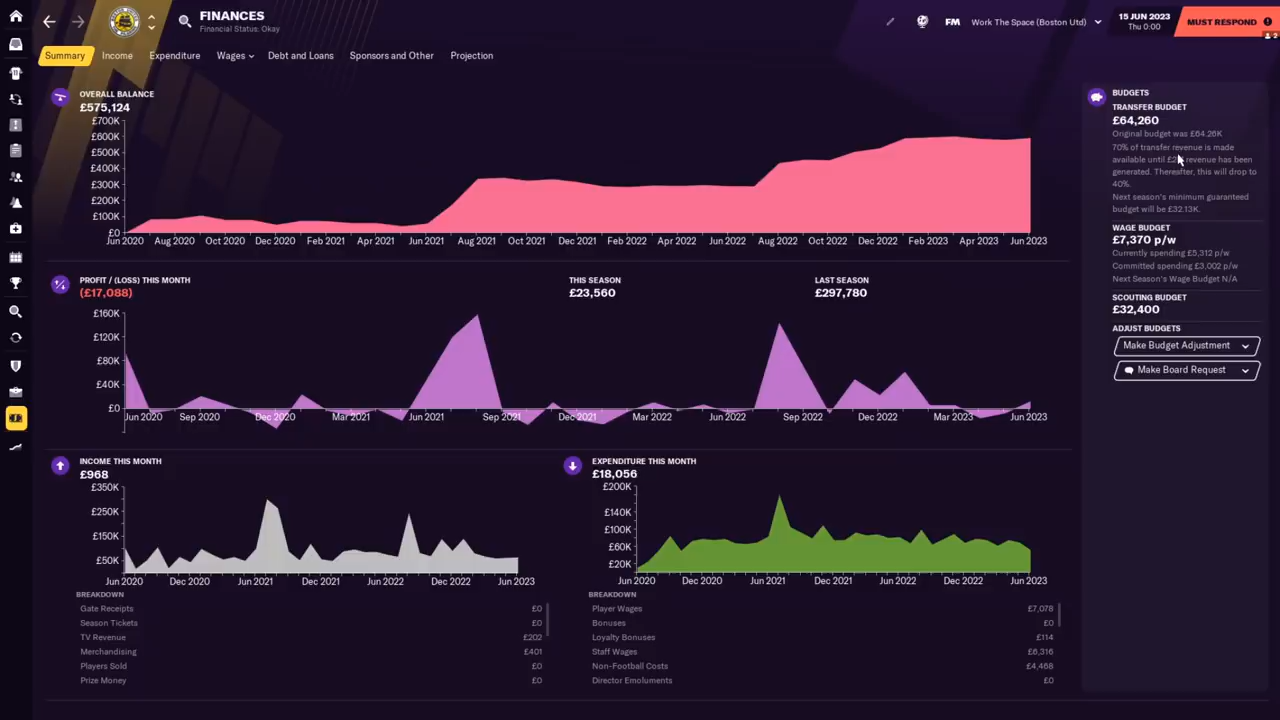 FINANCES
Financial Status: Okay
FM
Work The Space (Boston Utd)
15 JUN 2023
Thu 0:00
MUST RESPOND
2
Summary
Income
Expenditure
Wages
Debt and Loans
Sponsors and Other
Projection
OVERALL BALANCE
£575,124
£700K
£600K
£500K
£400K
£300K
£200K
£100K
£0
Jun 2020 Aug 2020 Oct 2020 Dec 2020 Feb 2021 Apr 2021 Jun 2021 Aug 2021 Oct 2021 Dec 2021 Feb 2022 Apr 2022 Jun 2022 Aug 2022 Oct 2022 Dec 2022 Feb 2023 Apr 2023 Jun 2023
PROFIT / (LOSS) THIS MONTH
(£17,088)
THIS SEASON
£23,560
LAST SEASON
£297,780
£160K
£120K
£80K
£40K
£0
Jun 2020 Sep 2020 Dec 2020 Mar 2021 Jun 2021 Sep 2021 Dec 2021 Mar 2022 Jun 2022 Sep 2022 Dec 2022 Mar 2023 Jun 2023
INCOME THIS MONTH
£968
£350K
£250K
£150K
£50K
Jun 2020 Dec 2020 Jun 2021 Dec 2021 Jun 2022 Dec 2022 Jun 2023
BREAKDOWN
Gate Receipts £0
Season Tickets £0
TV Revenue £202
Merchandising £401
Players Sold £0
Prize Money £0
EXPENDITURE THIS MONTH
£18,056
£200K
£140K
£100K
£60K
£20K
Jun 2020 Dec 2020 Jun 2021 Dec 2021 Jun 2022 Dec 2022 Jun 2023
BREAKDOWN
Player Wages £7,078
Bonuses £0
Loyalty Bonuses £114
Staff Wages £6,316
Non-Football Costs £4,468
Director Emoluments £0
BUDGETS
TRANSFER BUDGET
£64,260
Original budget was £64.26K
70% of transfer revenue is made
available until revenue has been
generated. Thereafter, this will drop to
40%.
Next season's minimum guaranteed
budget will be £32.13K.
WAGE BUDGET
£7,370 p/w
Currently spending £5,312 p/w
Committed spending £3,002 p/w
Next Season's Wage Budget N/A
SCOUTING BUDGET
£32,400
ADJUST BUDGETS
Make Budget Adjustment
Make Board Request